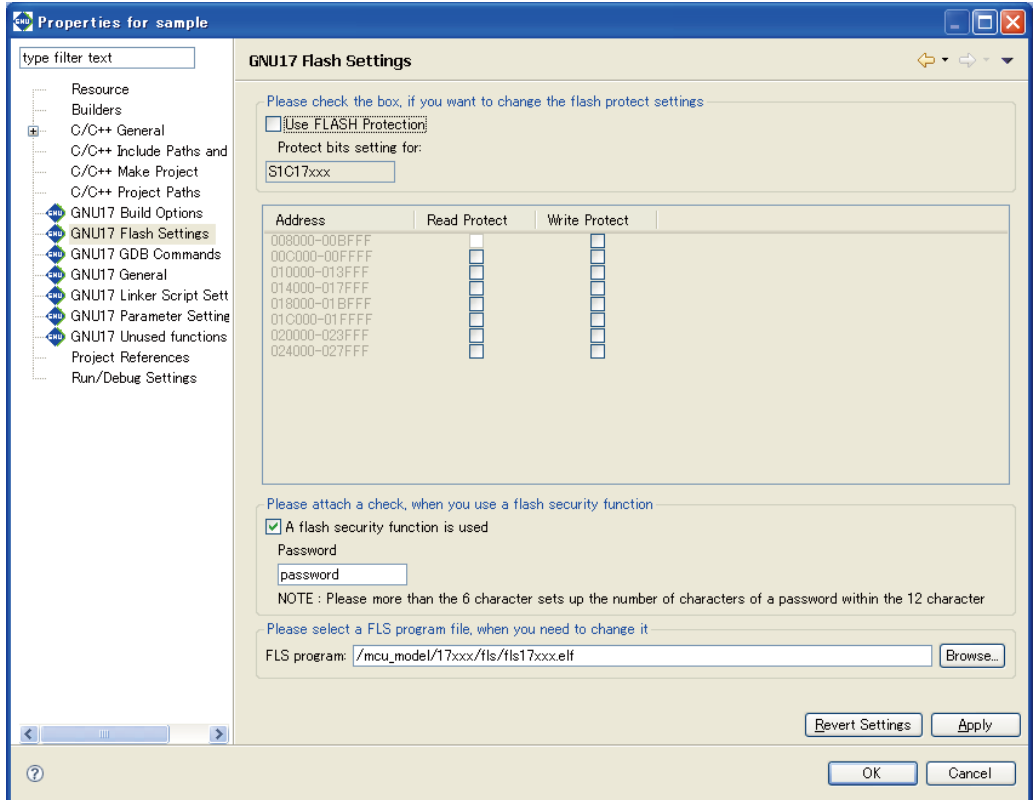 Properties for sample
type filter text
Resource
Builders
C/C++ General
C/C++ Include Paths and
C/C++ Make Project
C/C++ Project Paths
GNU17 Build Options
GNU17 Flash Settings
GNU17 GDB Commands
GNU17 General
GNU17 Linker Script Sett
GNU17 Parameter Setting
GNU17 Unused functions
Project References
Run/Debug Settings
GNU17 Flash Settings
Please check the box, if you want to change the flash protect settings
Use FLASH Protection
Protect bits setting for:
S1C17xxx
Address Read Protect Write Protect
008000-00BFFF
00C000-00FFFF
010000-013FFF
014000-017FFF
018000-01BFFF
01C000-01FFFF
020000-023FFF
024000-027FFF
Please attach a check, when you use a flash security function
A flash security function is used
Password
password
NOTE : Please more than the 6 character sets up the number of characters of a password within the 12 character
Please select a FLS program file, when you need to change it
FLS program: /mcu_model/17xxx/fls/fls17xxx.elf Browse...
Revert Settings Apply
OK Cancel